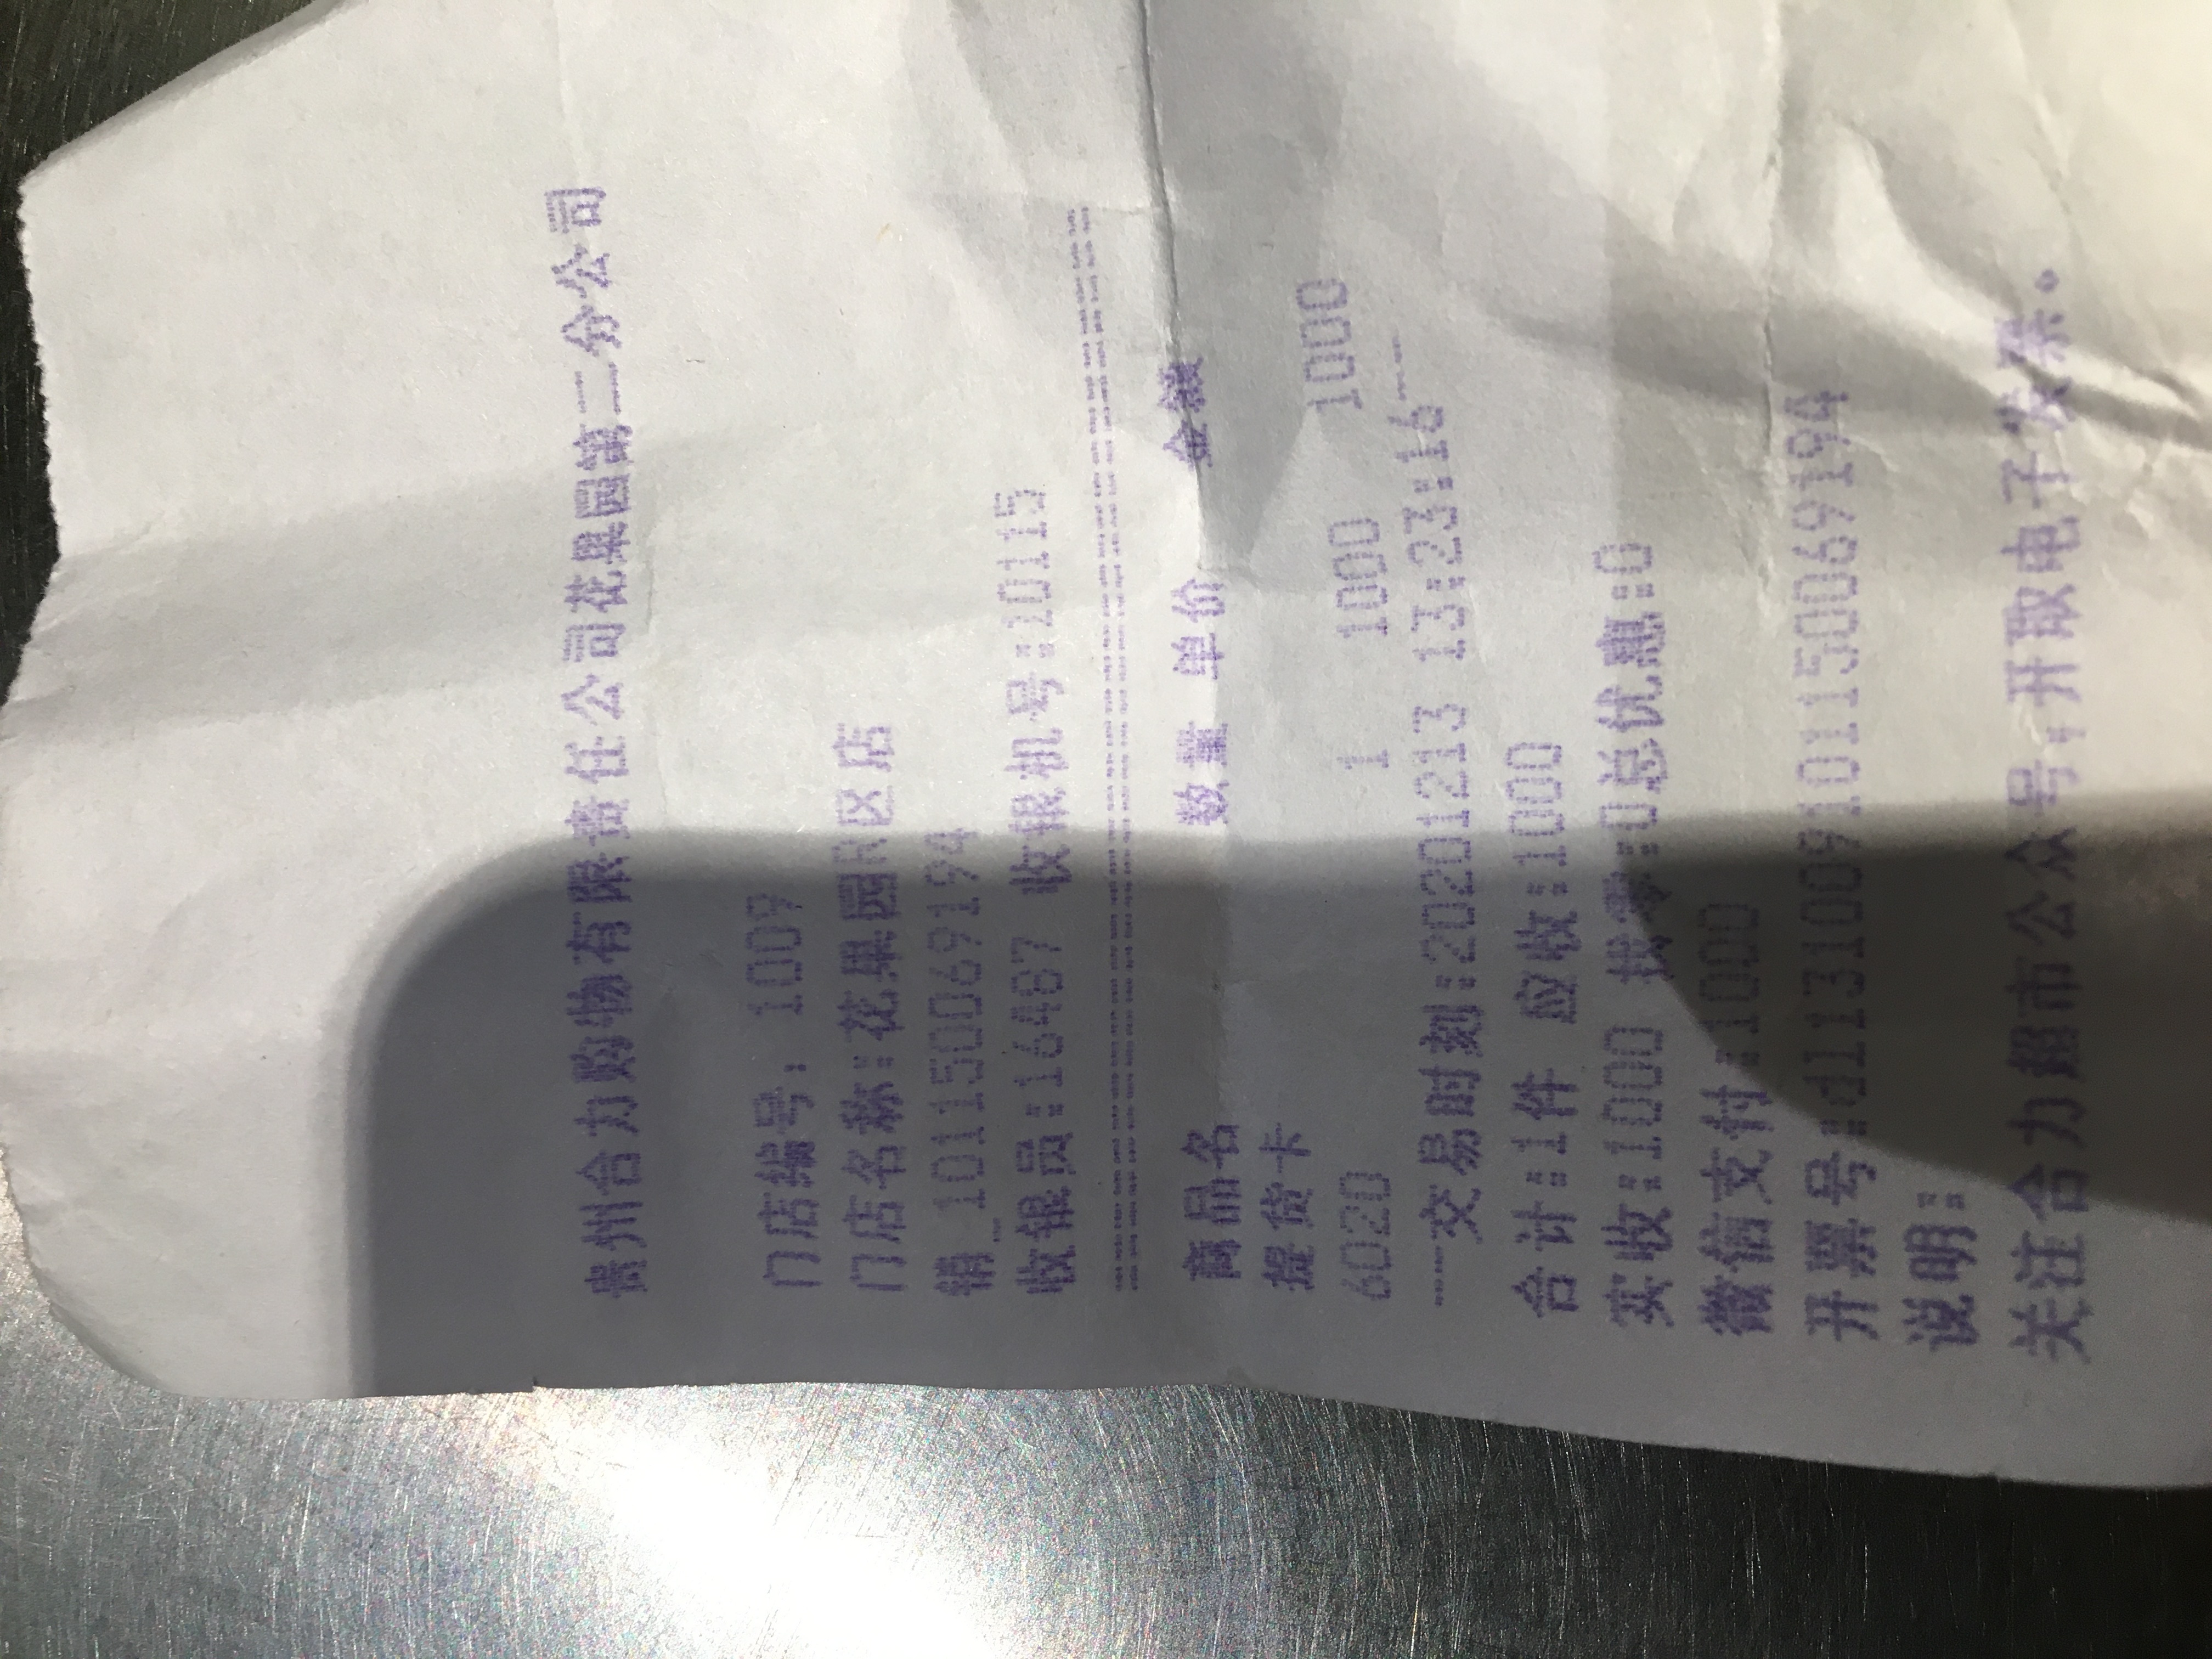 贵州合力购物有限责任公司花果园第二分公司
门店编号: 1009
门店名称:花果园R区店
销_101150069194
收银员:16487 收银机号:10115
================================
商品名 数量 单价 金额
提货卡
6020 1 1000 1000
---交易时刻:20201213 13:23:16---
合计:1件 应收:1000
实收:1000 找零:0总优惠:0
微信支付:1000
开票号:d1131009101150069194
说明:
关注合力超市公众号,开取电子发票。